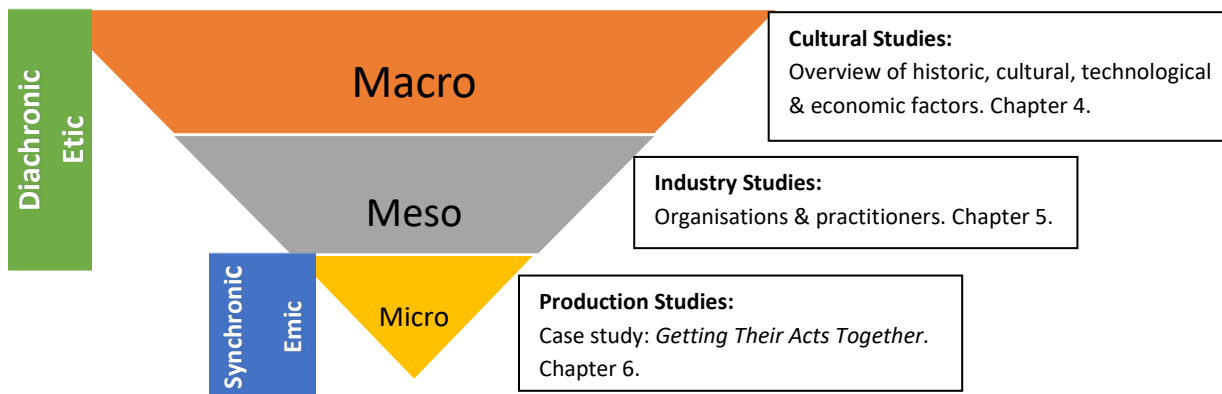 Diachronic
Etic
Macro
Cultural Studies:
Overview of historic, cultural, technological
& economic factors. Chapter 4.
Meso
Industry Studies:
Organisations & practitioners. Chapter 5.
Synchronic
Emic
Micro
Production Studies:
Case study: Getting Their Acts Together.
Chapter 6.